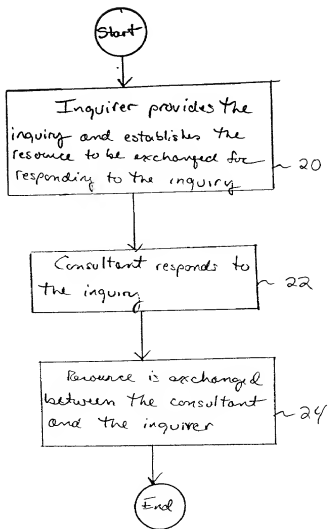 Start
Inquirer provides the
inquiry and establishes the
resource to be exchanged for
responding to the inquiry
~ 20
Consultant responds to
the inquiry
~ 22
Resource is exchanged
between the consultant
and the inquirer
~ 24
End